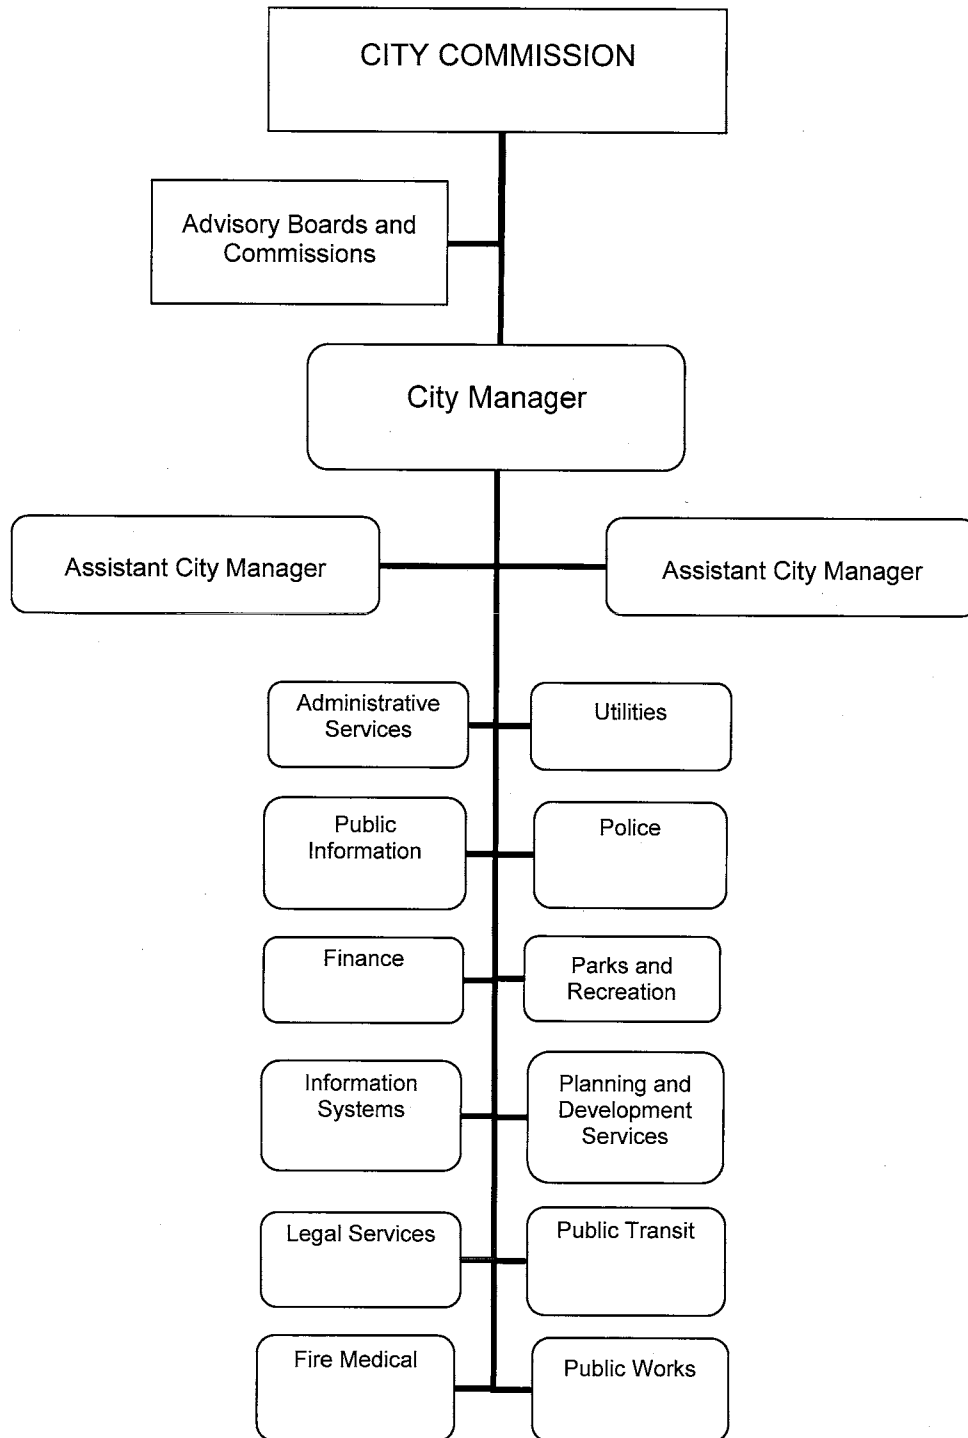 CITY COMMISSION
Advisory Boards and
Commissions
City Manager
Assistant City Manager
Assistant City Manager
Administrative
Services
Utilities
Public
Information
Police
Finance
Parks and
Recreation
Information
Systems
Planning and
Development
Services
Legal Services
Public Transit
Fire Medical
Public Works